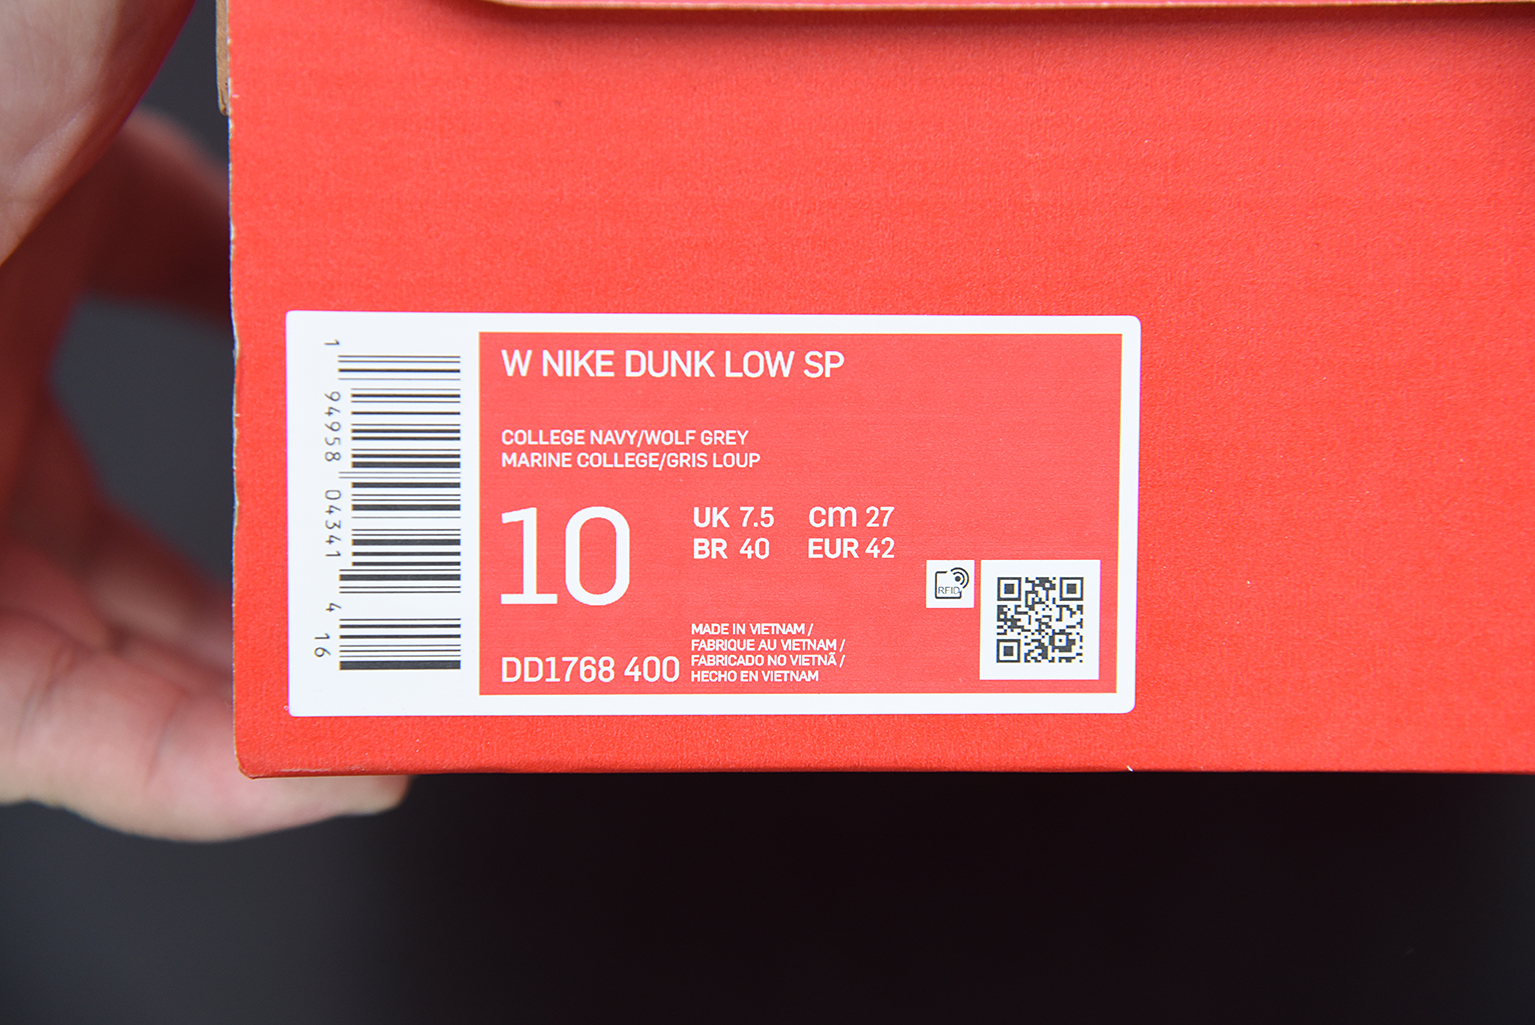 W NIKE DUNK LOW SP
COLLEGE NAVY/WOLF GREY
MARINE COLLEGE/GRIS LOUP
10
UK 7.5 cm 27
BR 40 EUR 42
RFID
MADE IN VIETNAM /
FABRIQUE AU VIETNAM /
FABRICADO NO VIETNÃ /
HECHO EN VIETNAM
DD1768 400
1 94958 04341 4 16